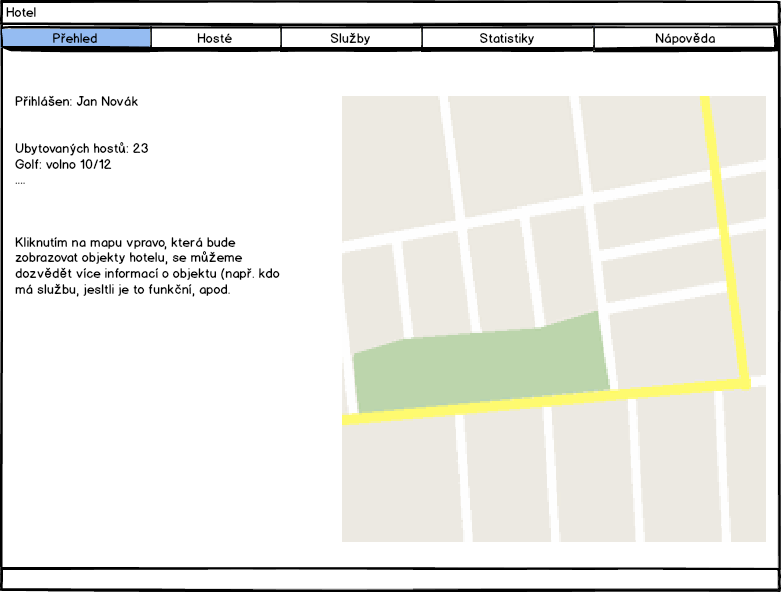 Hotel
Přehled Hosté Služby Statistiky Nápověda
Přihlášen: Jan Novák
Ubytovaných hostů: 23
Golf: volno 10/12
....
Kliknutím na mapu vpravo, která bude
zobrazovat objekty hotelu, se můžeme
dozvědět více informací o objektu (např. kdo
má službu, jesltli je to funkční, apod.